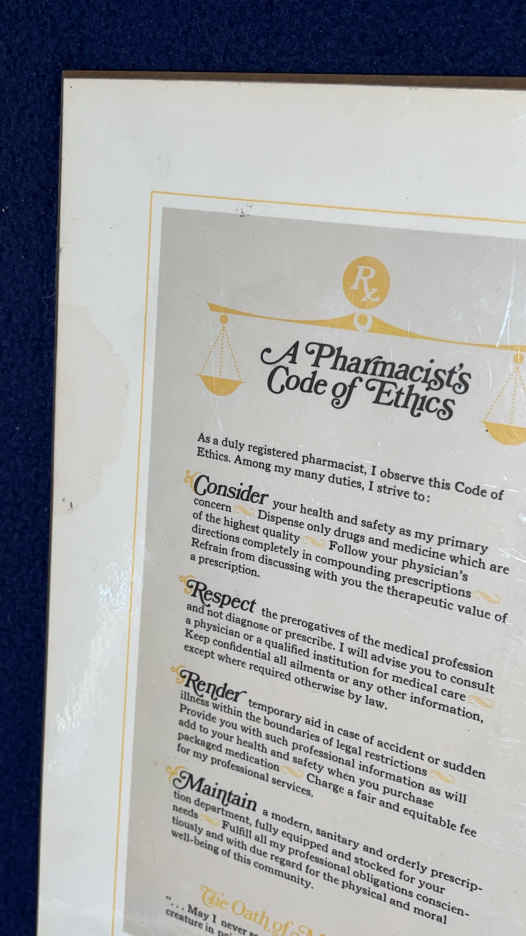 Rx
A Pharmacist's
Code of Ethics
As a duly registered pharmacist, I observe this Code of
Ethics. Among my many duties, I strive to:
Consider your health and safety as my primary
concern Dispense only drugs and medicine which are
of the highest quality Follow your physician's
directions completely in compounding prescriptions
Refrain from discussing with you the therapeutic value of
a prescription.
Respect the prerogatives of the medical profession
and not diagnose or prescribe. I will advise you to consult
a physician or a qualified institution for medical care
Keep confidential all ailments or any other information,
except where required otherwise by law.
Render temporary aid in case of accident or sudden
illness within the boundaries of legal restrictions
Provide you with such professional information as will
add to your health and safety when you purchase
packaged medication Charge a fair and equitable fee
for my professional services.
Maintain a modern, sanitary and orderly prescrip-
tion department, fully equipped and stocked for your
needs Fulfill all my professional obligations conscien-
tiously and with due regard for the physical and moral
well-being of this community.
The Oath of
"... May I never
creature in